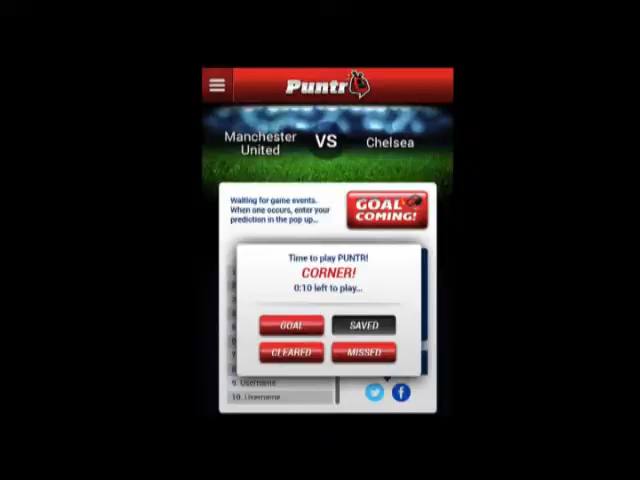 Puntr
Manchester
United
VS
Chelsea
Waiting for game events.
When one occurs, enter your
prediction in the pop up...
GOAL
COMING!
Time to play PUNTR!
CORNER!
0:10 left to play...
GOAL
SAVED
CLEARED
MISSED
9. Username
10. Username